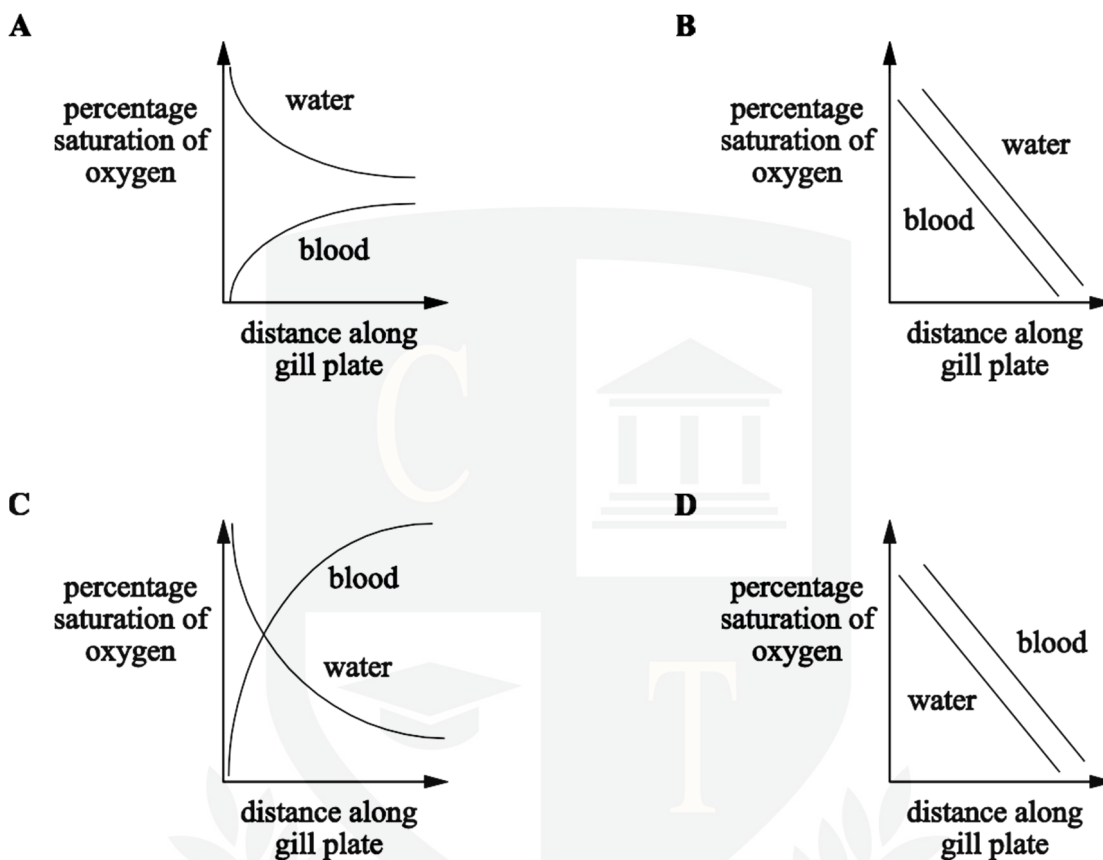 A
percentage
saturation of
oxygen
water
blood
distance along
gill plate
B
percentage
saturation of
oxygen
water
blood
distance along
gill plate
C
percentage
saturation of
oxygen
blood
water
distance along
gill plate
D
percentage
saturation of
oxygen
blood
water
distance along
gill plate
C
T